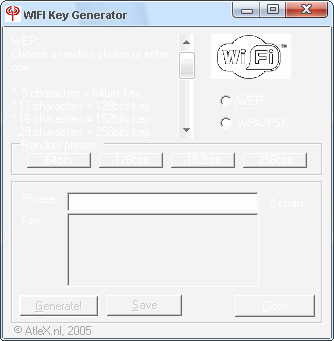 WIFI Key Generator
WEP:
Choose a random phrase or enter
one.
* 5 characters = 64bits key
* 13 characters = 128bits key
* 16 characters = 152bits key
* 29 characters = 256bits key
Wi Fi ™
WEP
WPA/PSK
Random phrase
64bits 128bits 152bits 256bits
Phrase: 0 chars
Key:
Generate! Save Close
© AtleX.nl, 2005